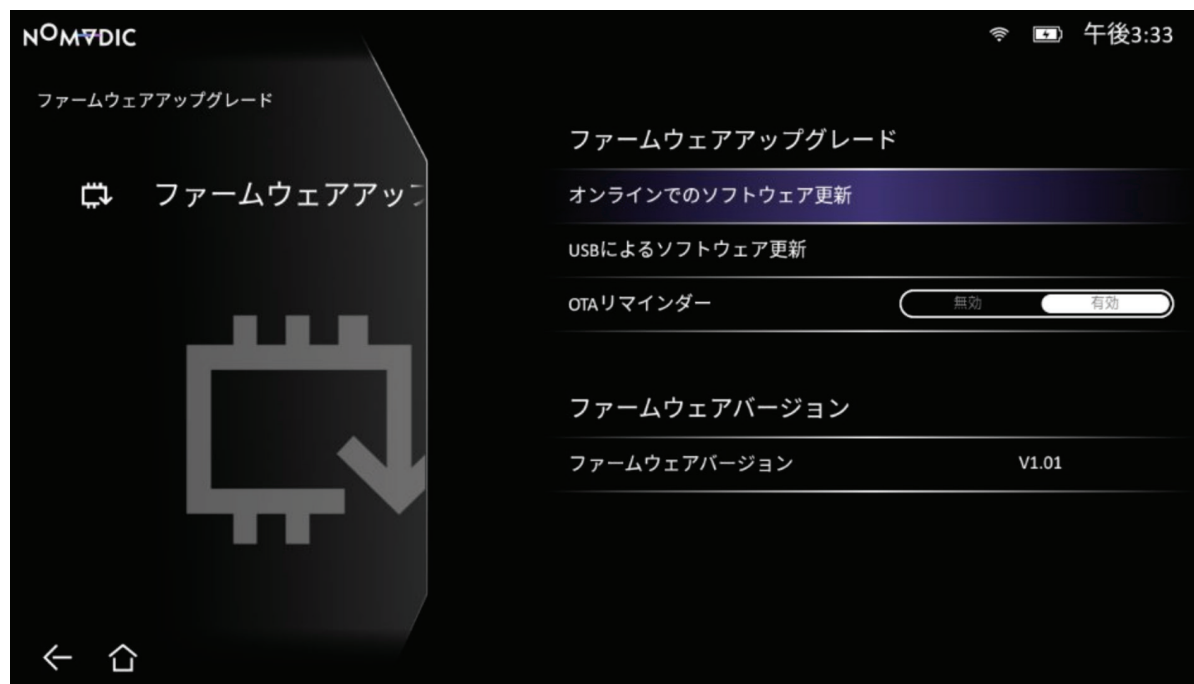 NOMADIC
午後3:33
ファームウェアアップグレード
ファームウェアアップ
ファームウェアアップグレード
オンラインでのソフトウェア更新
USBによるソフトウェア更新
OTAリマインダー
無効
有効
ファームウェアバージョン
ファームウェアバージョン
V1.01